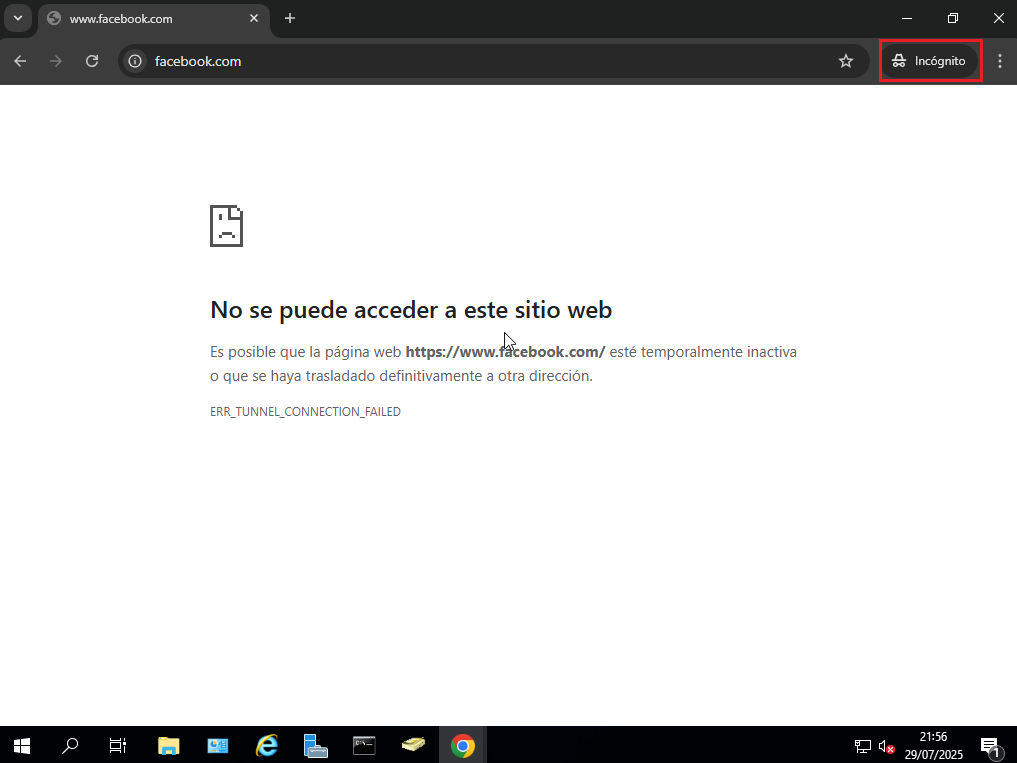 www.facebook.com
facebook.com
Incógnito
No se puede acceder a este sitio web
Es posible que la página web https://www.facebook.com/ esté temporalmente inactiva
o que se haya trasladado definitivamente a otra dirección.
ERR_TUNNEL_CONNECTION_FAILED
21:56
29/07/2025
1